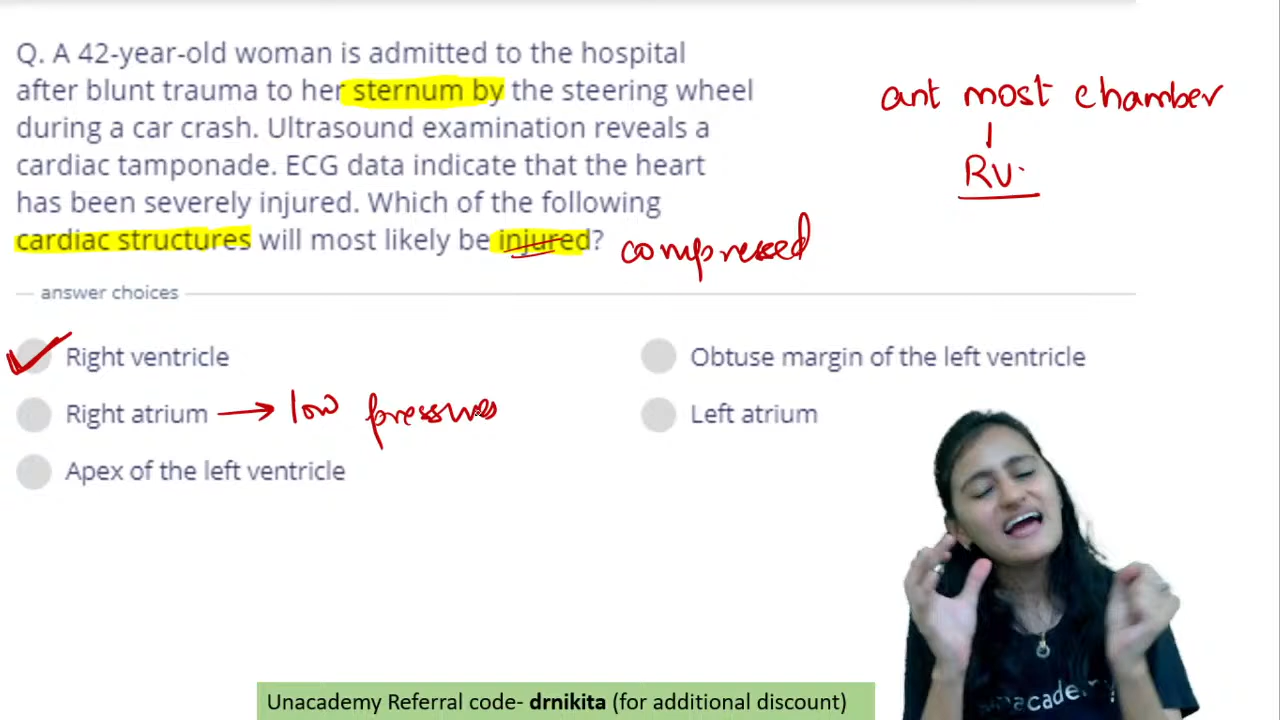 Q. A 42-year-old woman is admitted to the hospital
after blunt trauma to her sternum by the steering wheel
during a car crash. Ultrasound examination reveals a
cardiac tamponade. ECG data indicate that the heart
has been severely injured. Which of the following
cardiac structures will most likely be injured?
compressed
ant most chamber
RV.
answer choices
Right ventricle
Right atrium → low pressures
Apex of the left ventricle
Obtuse margin of the left ventricle
Left atrium
unacademy
Unacademy Referral code- drnikita (for additional discount)